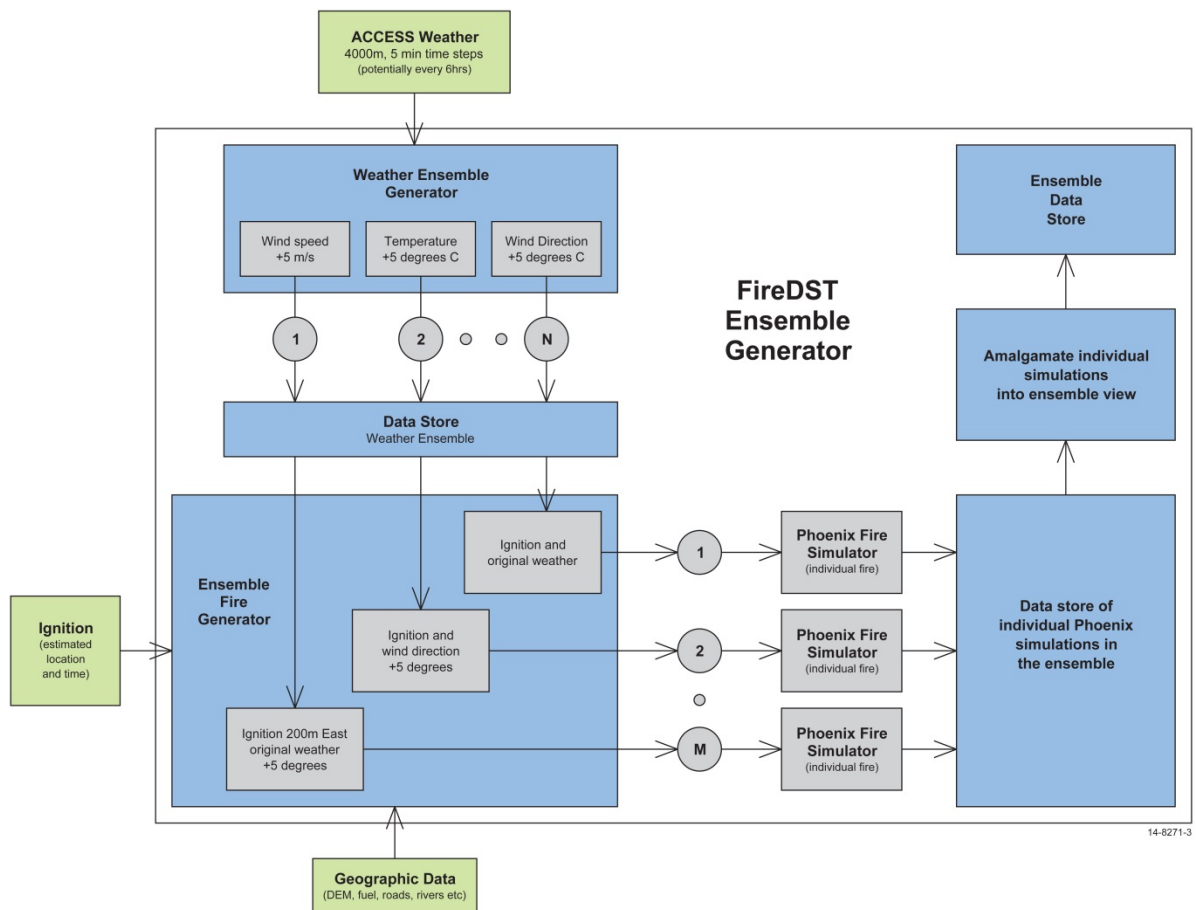 ACCESS Weather
4000m, 5 min time steps
(potentially every 6hrs)
Weather Ensemble
Generator
Wind speed
+5 m/s
Temperature
+5 degrees C
Wind Direction
+5 degrees C
1
2
N
Data Store
Weather Ensemble
FireDST
Ensemble
Generator
Ensemble
Data
Store
Amalgamate individual
simulations
into ensemble view
Ignition
(estimated
location
and time)
Ensemble
Fire
Generator
Ignition and
original weather
Ignition and
wind direction
+5 degrees
Ignition 200m East
original weather
+5 degrees
1
2
M
Phoenix Fire
Simulator
(individual fire)
Phoenix Fire
Simulator
(individual fire)
Phoenix Fire
Simulator
(individual fire)
Data store of
individual Phoenix
simulations in
the ensemble
Geographic Data
(DEM, fuel, roads, rivers etc)
14-8271-3